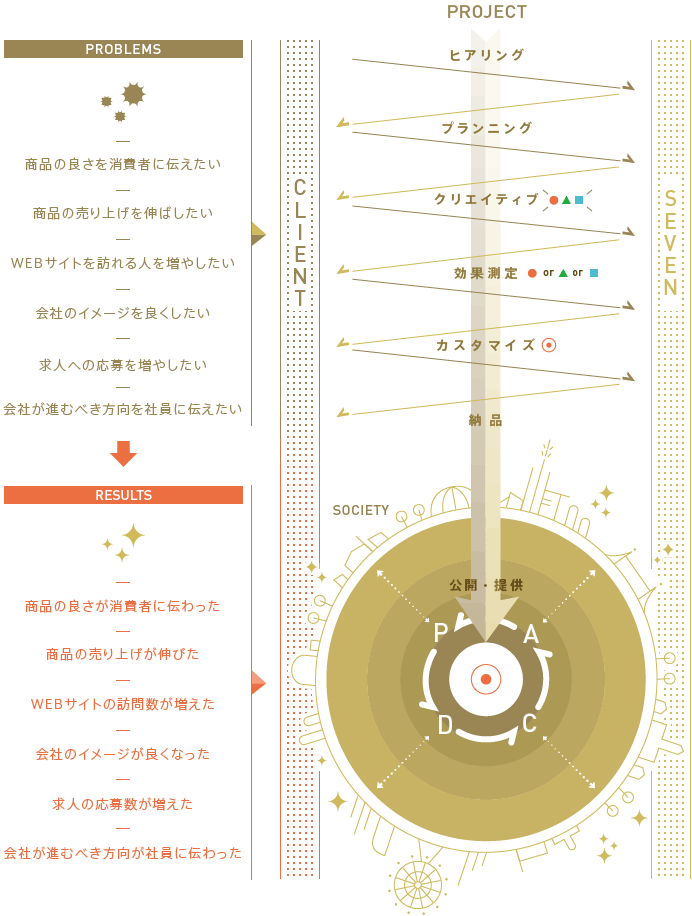 PROJECT
PROBLEMS
商品の良さを消費者に伝えたい
商品の売り上げを伸ばしたい
WEBサイトを訪れる人を増やしたい
会社のイメージを良くしたい
求人への応募を増やしたい
会社が進むべき方向を社員に伝えたい
RESULTS
商品の良さが消費者に伝わった
商品の売り上げが伸びた
WEBサイトの訪問数が増えた
会社のイメージが良くなった
求人の応募数が増えた
会社が進むべき方向が社員に伝わった
CLIENT
ヒアリング
プランニング
クリエイティブ
効果測定 or or
カスタマイズ
納品
SEVEN
SOCIETY
公開・提供
P A
D C